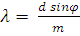 λ = d sinφ / m